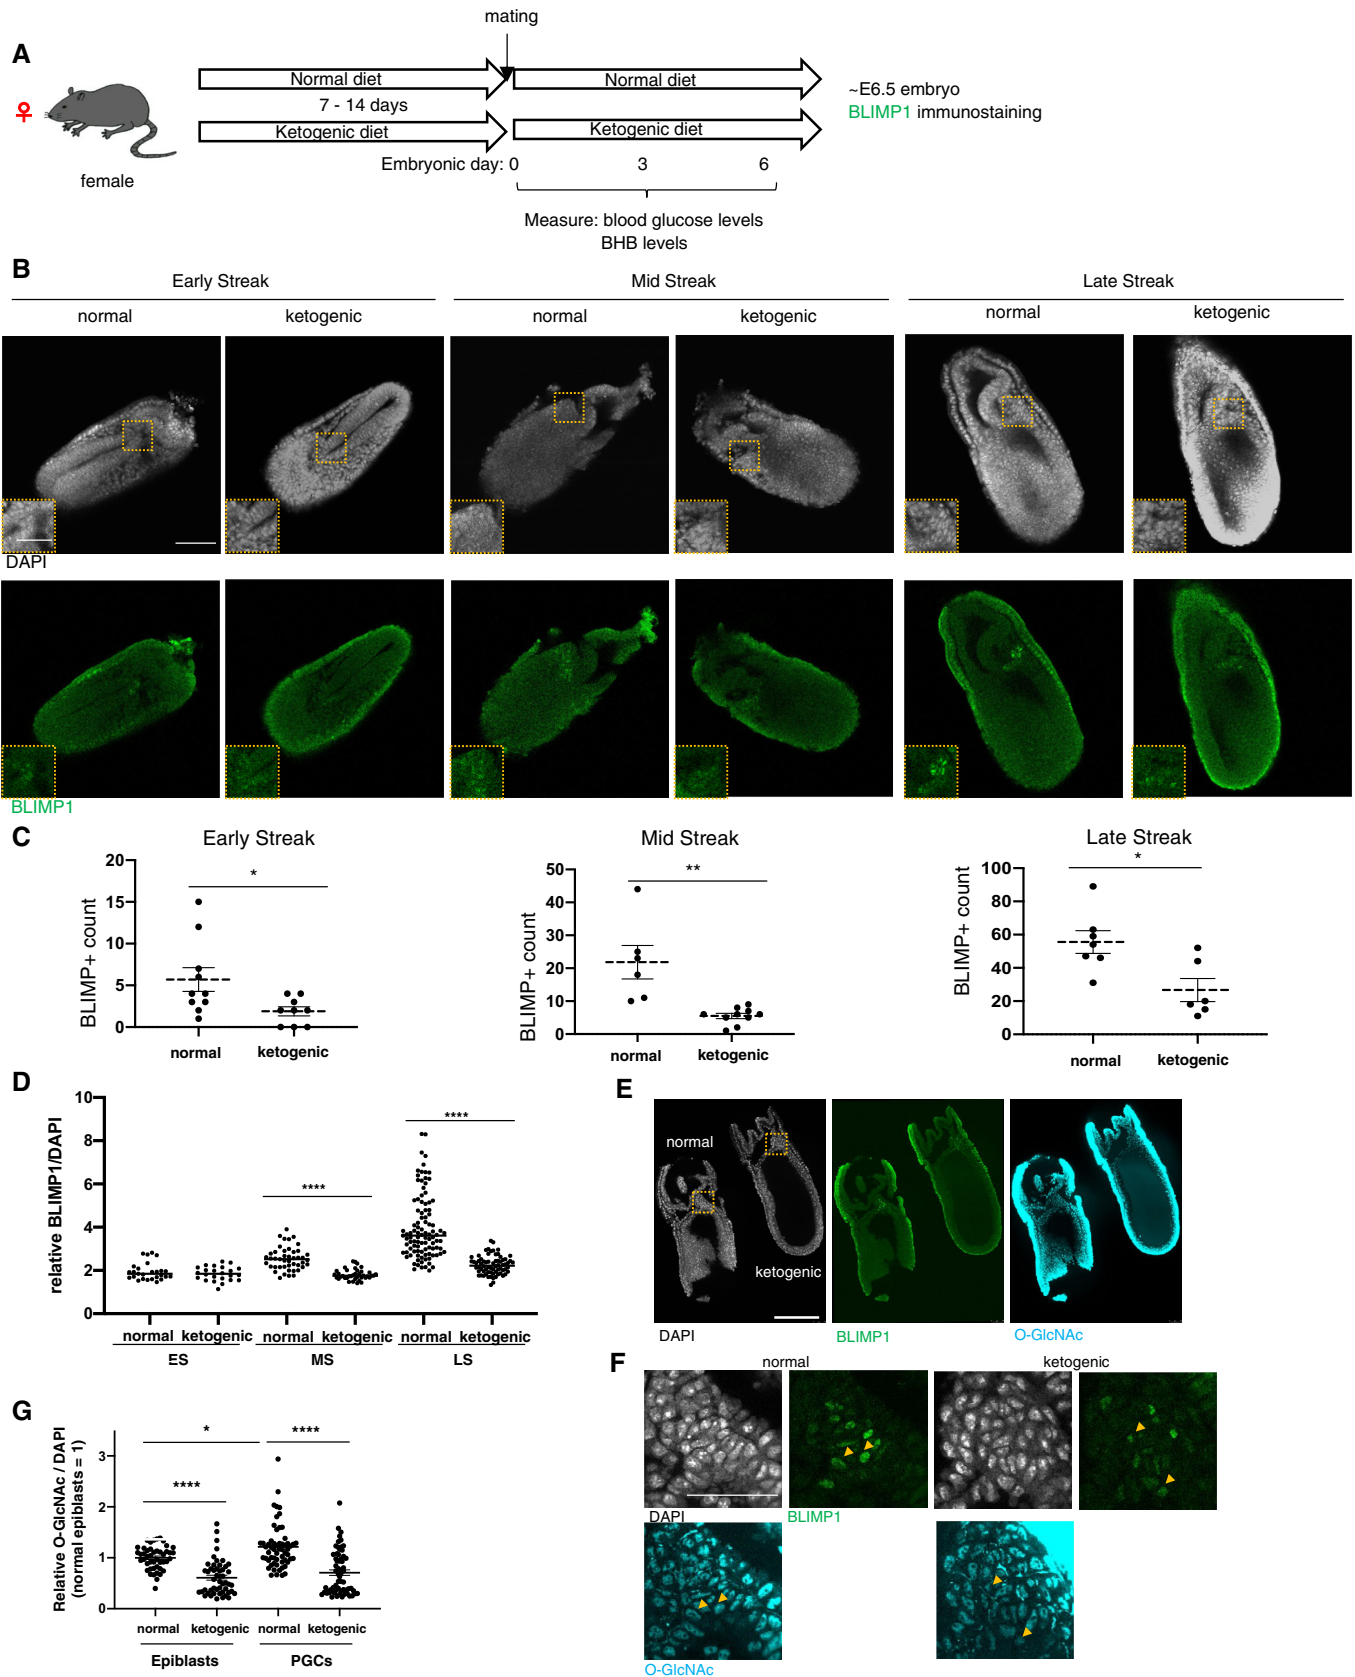 mating
A
♀
Normal diet
Normal diet
7 - 14 days
Ketogenic diet
Ketogenic diet
~E6.5 embryo
BLIMP1 immunostaining
female
Embryonic day: 0 3 6
Measure: blood glucose levels
BHB levels
B
Early Streak Mid Streak Late Streak
normal ketogenic normal ketogenic normal ketogenic
DAPI
BLIMP1
C
Early Streak
BLIMP+ count
20
15
10
5
0
*
normal ketogenic
Mid Streak
BLIMP+ count
50
40
30
20
10
0
**
normal ketogenic
Late Streak
BLIMP+ count
100
80
60
40
20
0
*
normal ketogenic
D
relative BLIMP1/DAPI
10
8
6
4
2
0
****
****
normal ketogenic normal ketogenic normal ketogenic
ES MS LS
E
normal
ketogenic
DAPI BLIMP1 O-GlcNAc
F
normal ketogenic
DAPI BLIMP1
O-GlcNAc
G
Relative O-GlcNAc / DAPI
(normal epiblasts = 1)
3
2
1
0
* ****
****
normal ketogenic normal ketogenic
Epiblasts PGCs